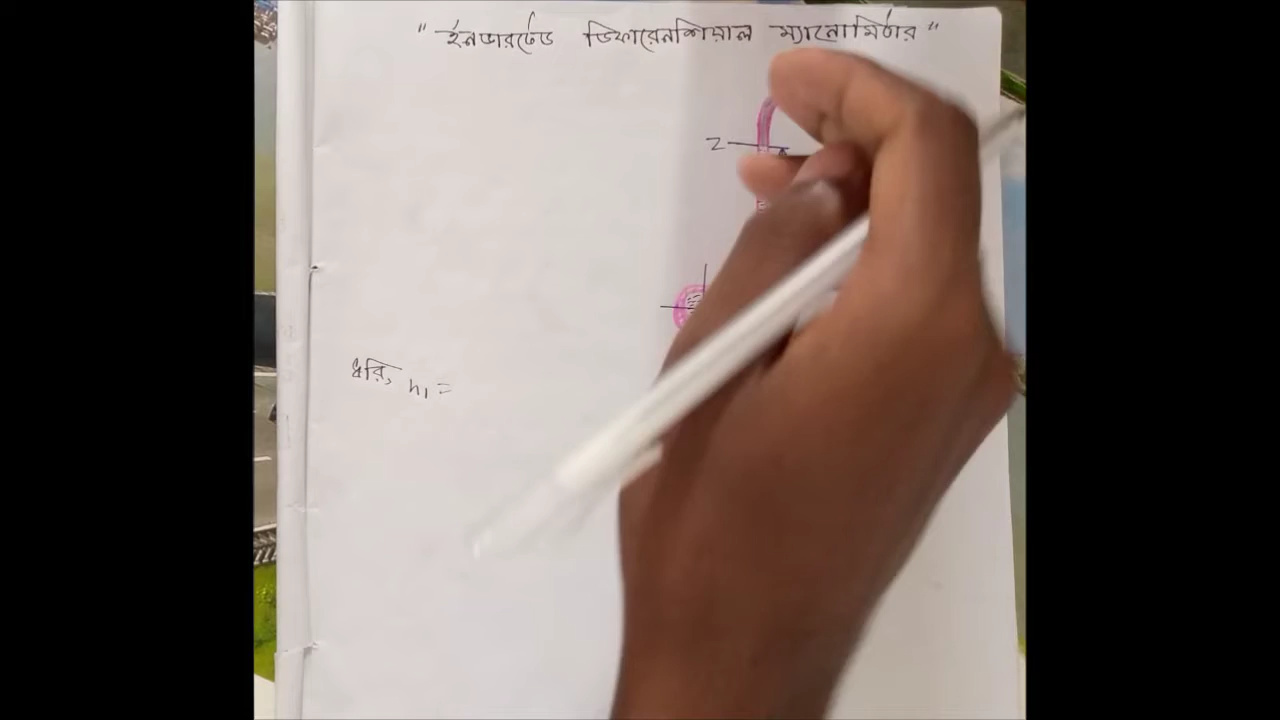 "ইনভারটেড ডিফারেনশিয়াল ম্যানোমিটার"
Z
ধরি, h₁ =